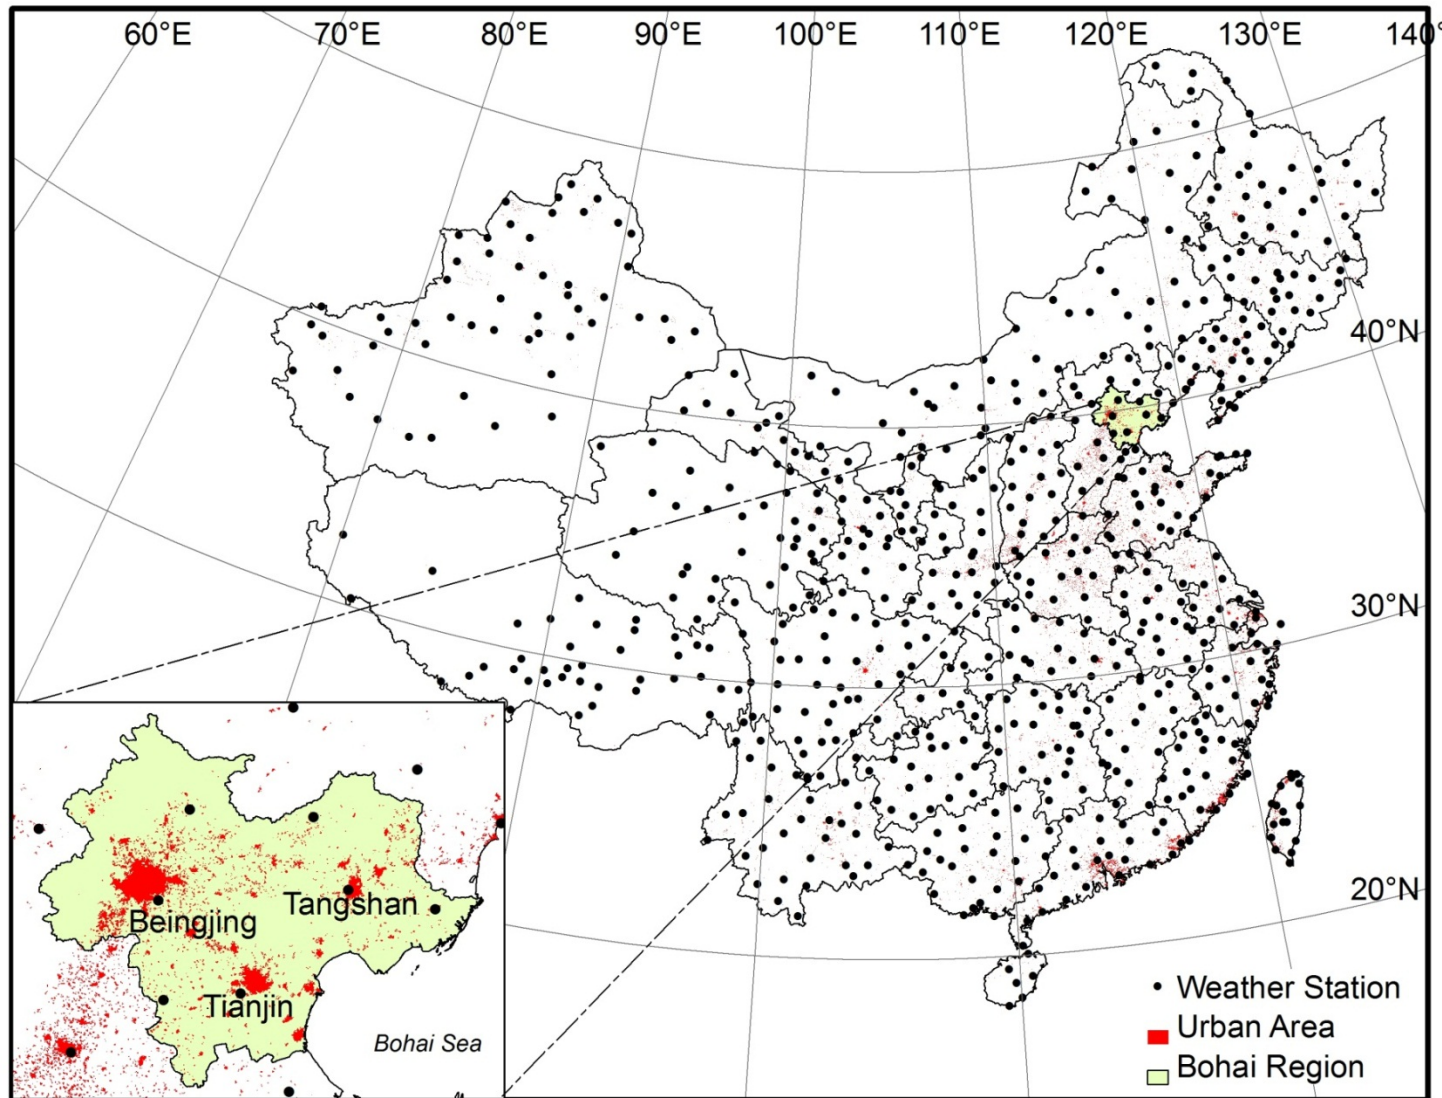 60°E
70°E
80°E
90°E
100°E
110°E
120°E
130°E
140°
40°N
30°N
20°N
Beingjing
Tangshan
Tianjin
Bohai Sea
Weather Station
Urban Area
Bohai Region